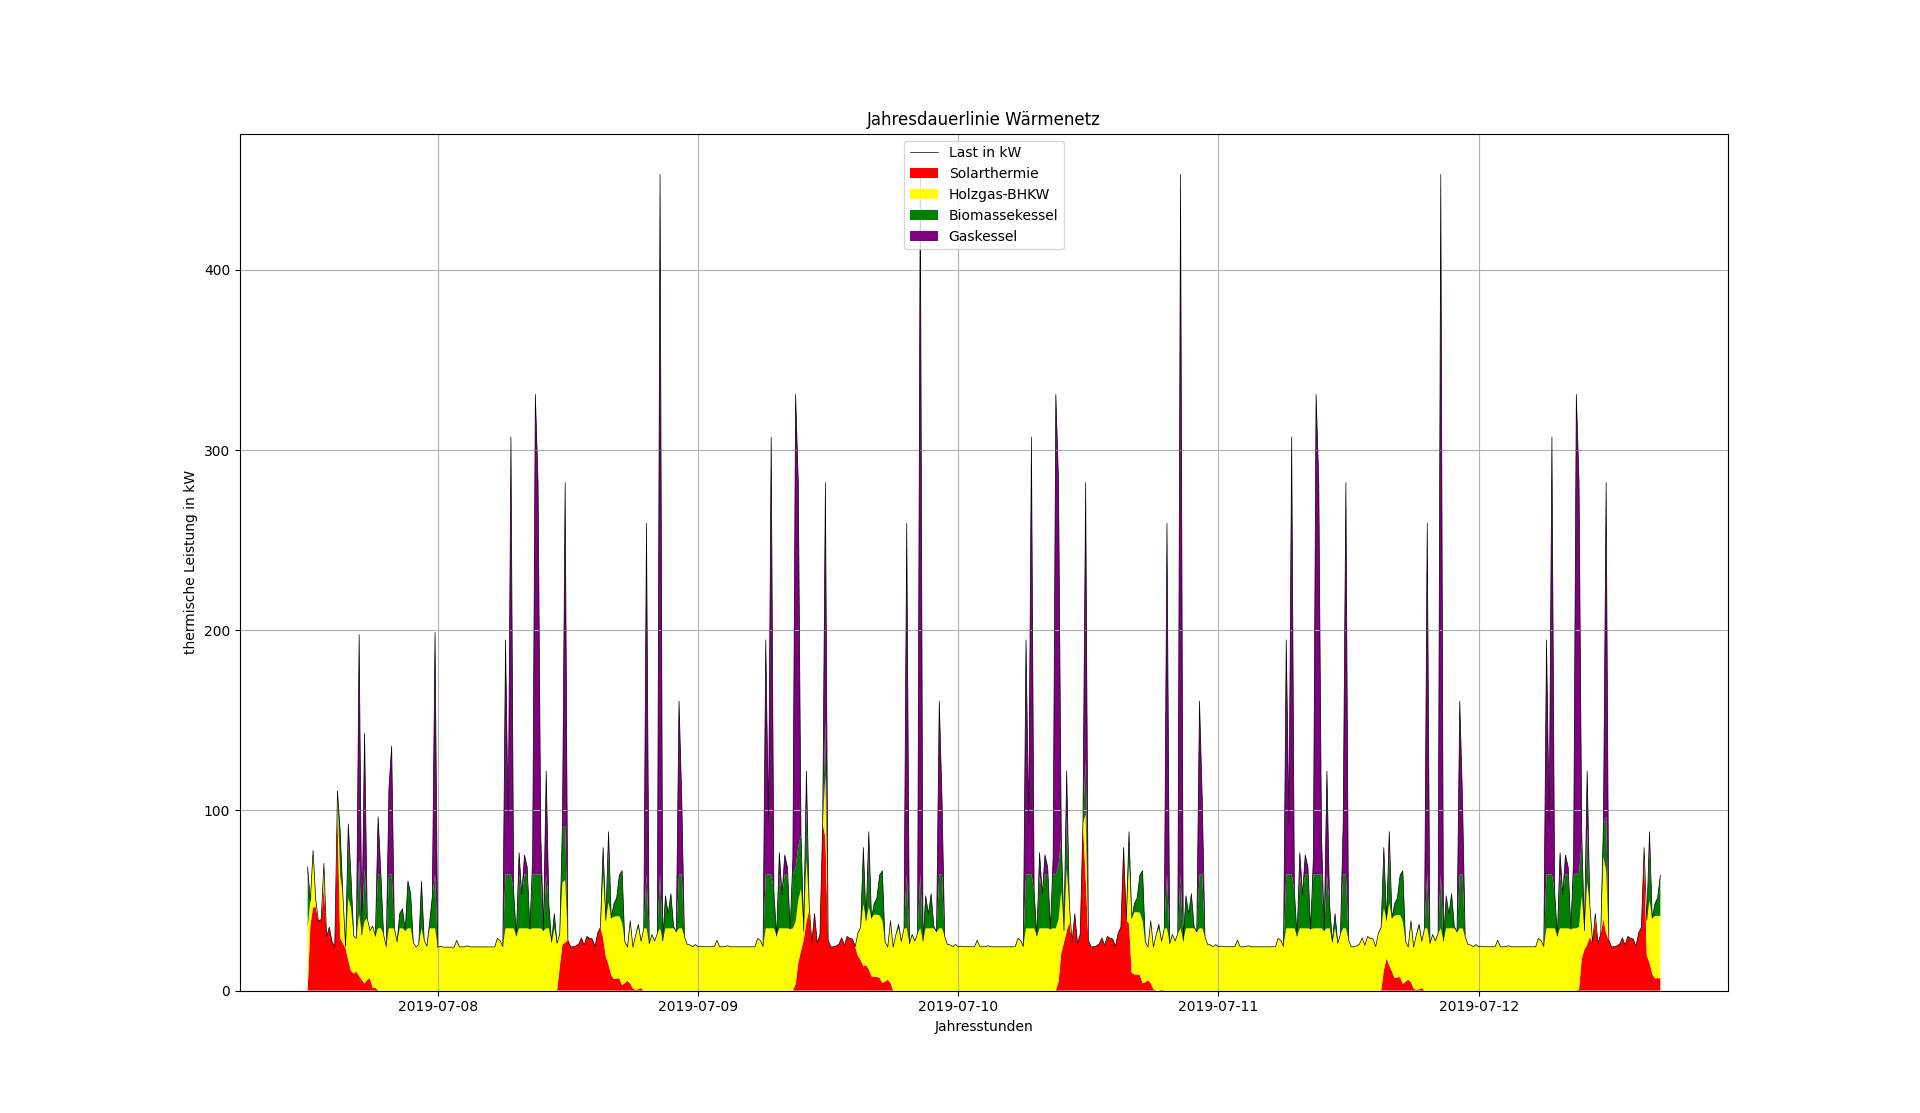 Jahresdauerlinie Wärmenetz
Last in kW
Solarthermie
Holzgas-BHKW
Biomassekessel
Gaskessel
thermische Leistung in kW
400
300
200
100
0
2019-07-08
2019-07-09
2019-07-10
2019-07-11
2019-07-12
Jahresstunden